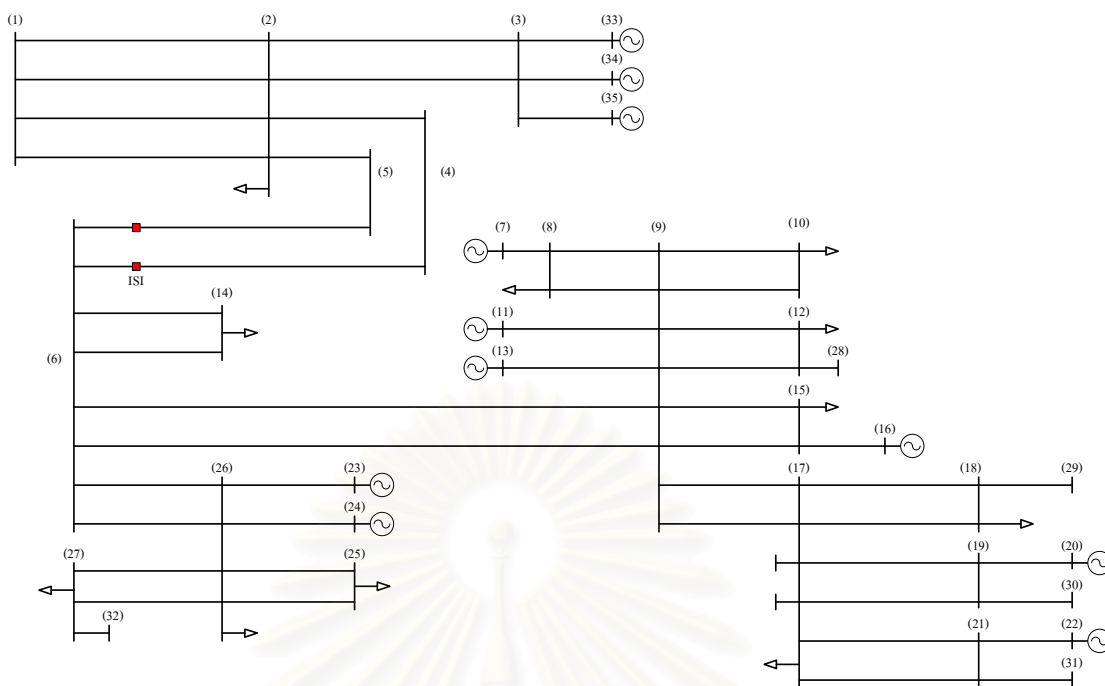 (1) (2) (3) (33)
(34)
(35)
(5) (4)
(7) (8) (9) (10)
ISI
(14)
(11) (12)
(6) (13) (28)
(15)
(16)
(26) (23) (17) (18) (29)
(24)
(27) (25) (19) (20)
(30)
(32)
(21) (22)
(31)